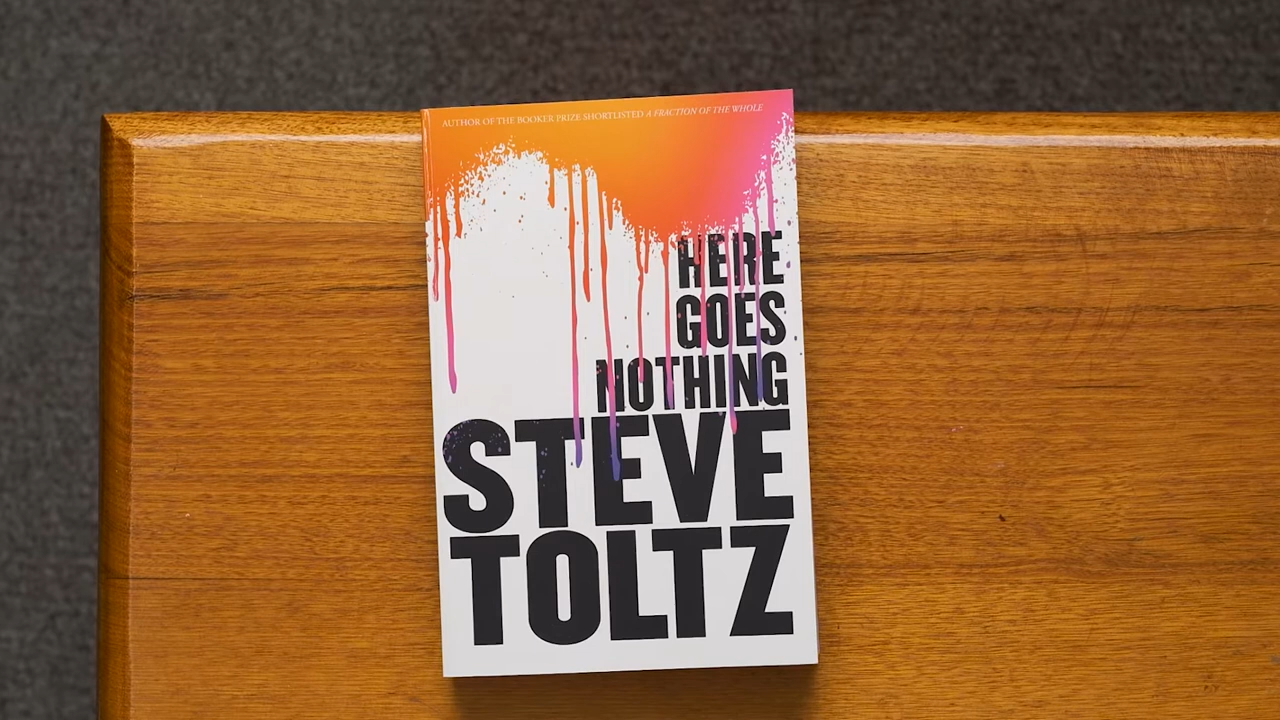 AUTHOR OF THE BOOKER PRIZE SHORTLISTED A FRACTION OF THE WHOLE
HERE
GOES
NOTHING
STEVE
TOLTZ